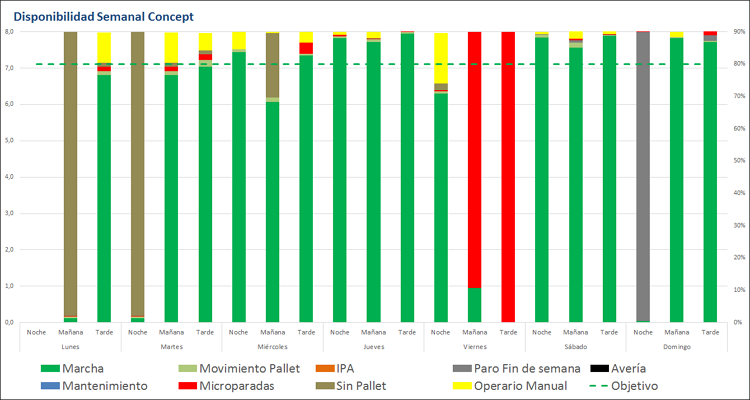 Disponibilidad Semanal Concept
8,0 90%
7,0 80%
6,0 70%
5,0 60%
4,0 50%
3,0 40%
2,0 30%
1,0 20%
0,0 10%
0%
Noche Mañana Tarde Noche Mañana Tarde Noche Mañana Tarde Noche Mañana Tarde Noche Mañana Tarde Noche Mañana Tarde Noche Mañana Tarde
Lunes Martes Miércoles Jueves Viernes Sábado Domingo
Marcha Movimiento Pallet IPA Paro Fin de semana Avería
Mantenimiento Microparadas Sin Pallet Operario Manual Objetivo